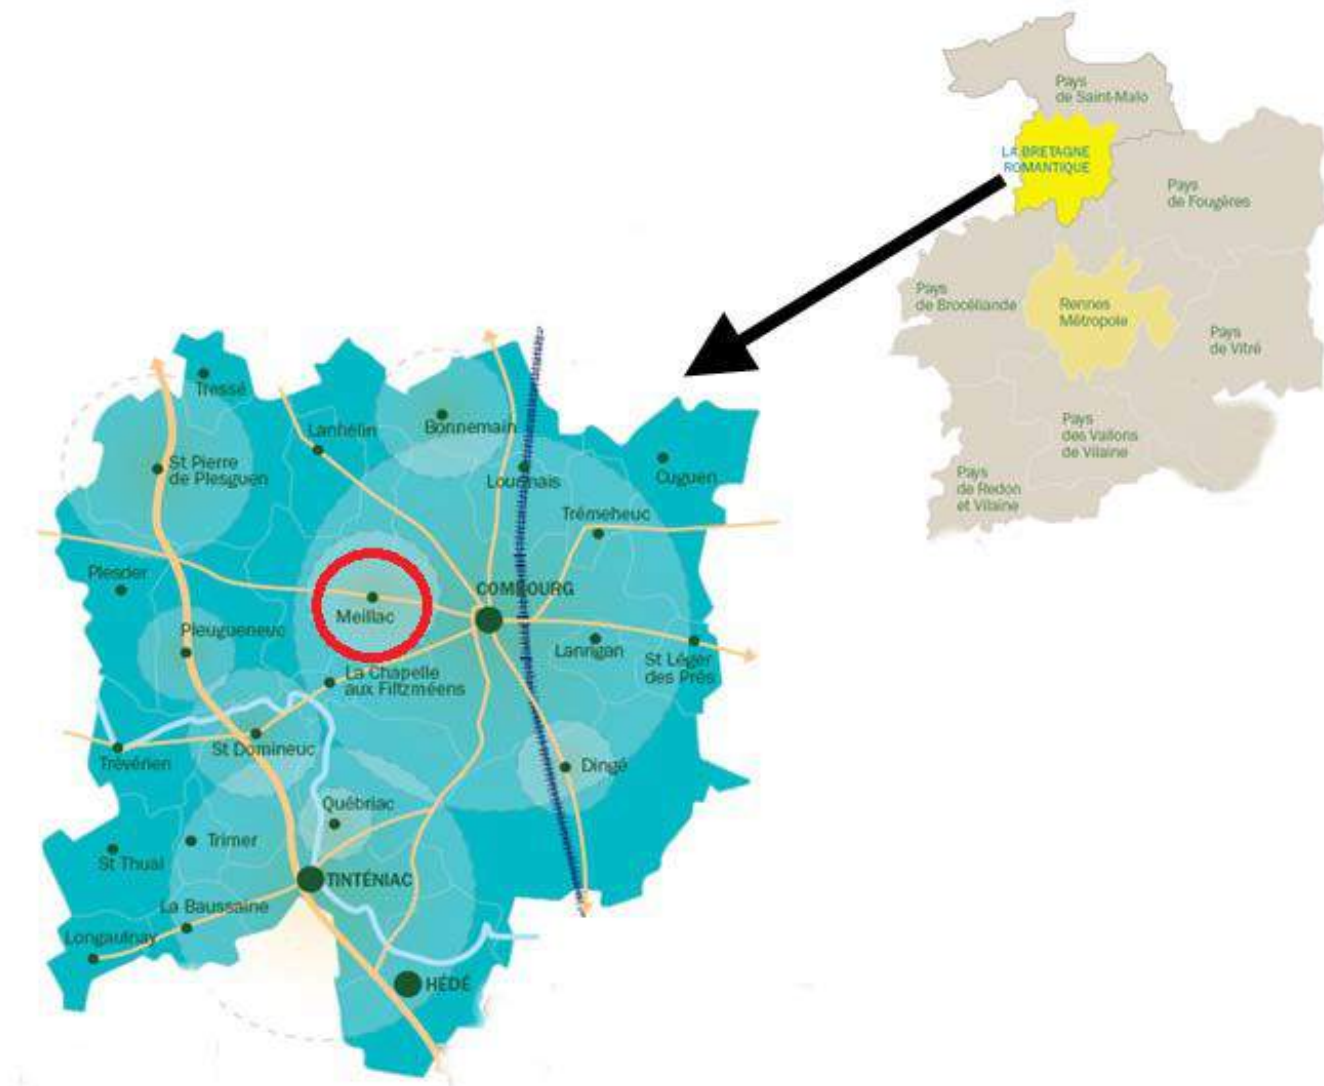 Pays
de Saint-Malo
LA BRETAGNE
ROMANTIQUE
Pays
de Fougères
Pays
de Brocéliande
Rennes
Métropole
Pays
de Vitré
Pays
des Vallons
de Vilaine
Pays
de Redon
et Vilaine
Tressé
Lanhélin
Bonnemain
St Pierre
de Plesguen
Lourmais
Cuguen
Trémeheuc
Plesder
COMBOURG
Meillac
Pleugueneuc
Lanrigan
St Léger
des Prés
La Chapelle
aux Filtzméens
St Domineuc
Trévérien
Dingé
Québriac
Trimer
St Thual
TINTÉNIAC
La Baussaine
Longaulnay
HÉDÉ